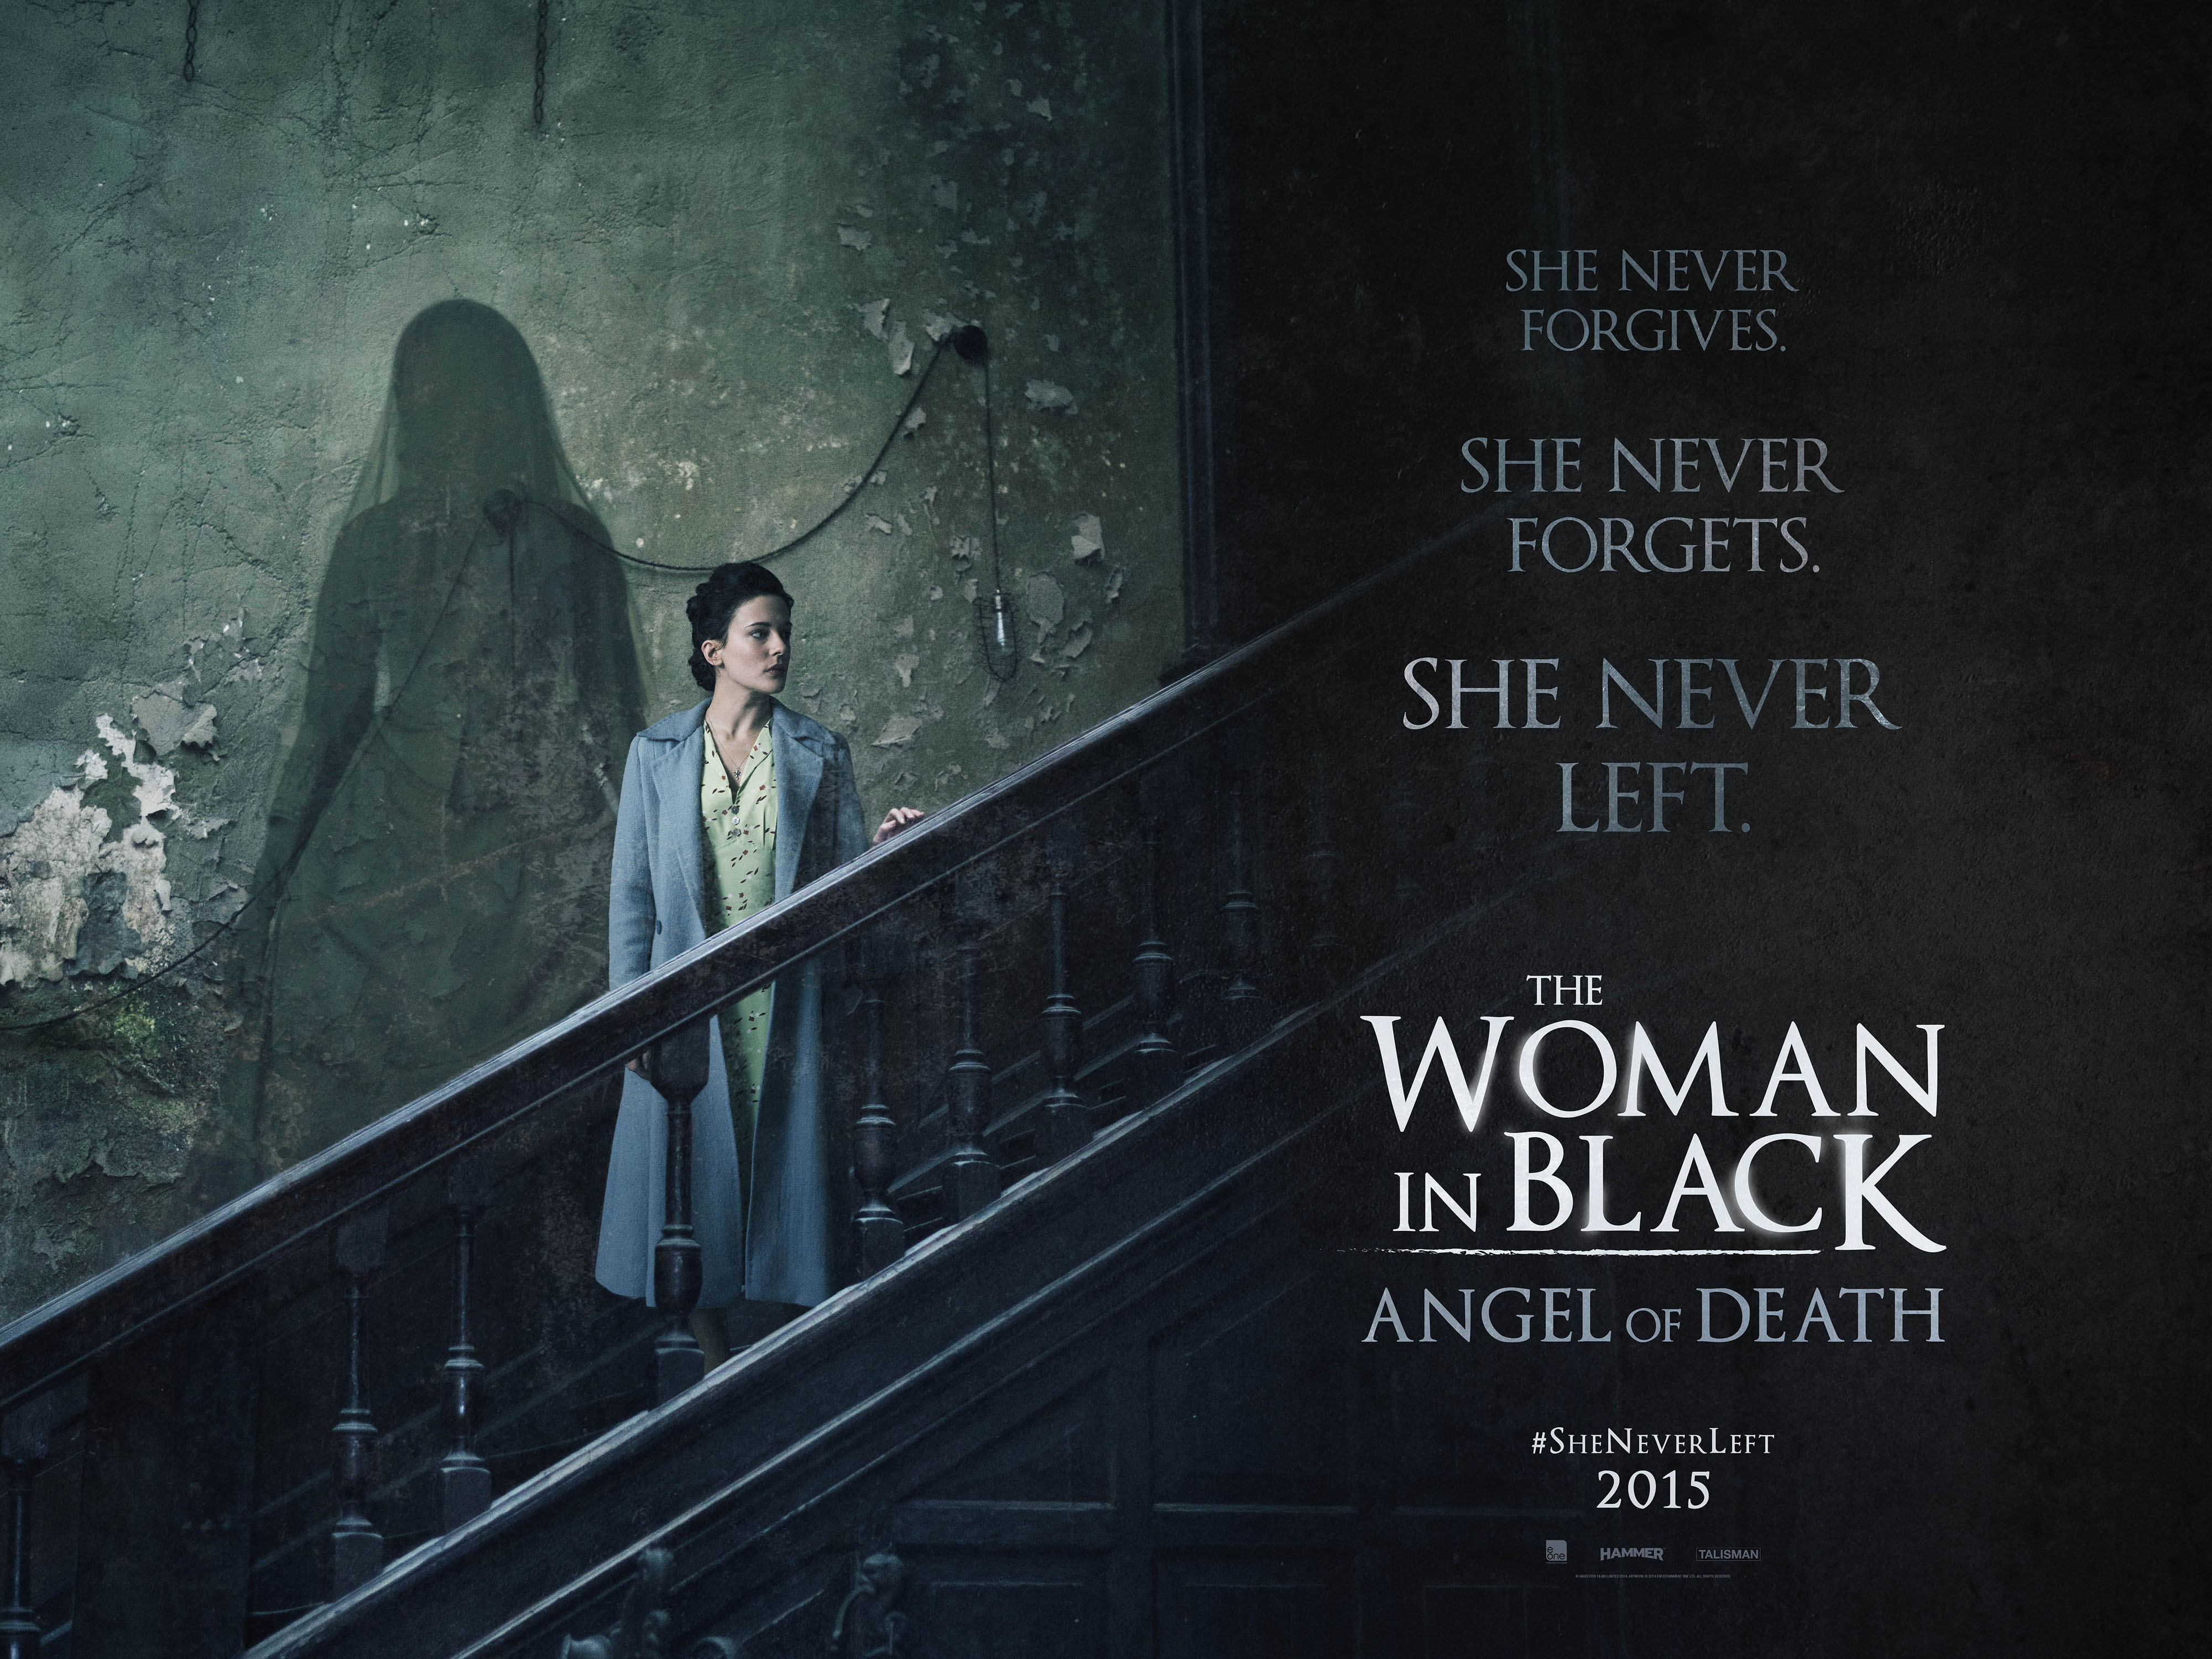 SHE NEVER
FORGIVES.
SHE NEVER
FORGETS.
SHE NEVER
LEFT.
THE
WOMAN
IN BLACK
ANGEL OF DEATH
#SHENEVERLEFT
2015
eOne HAMMER TALISMAN